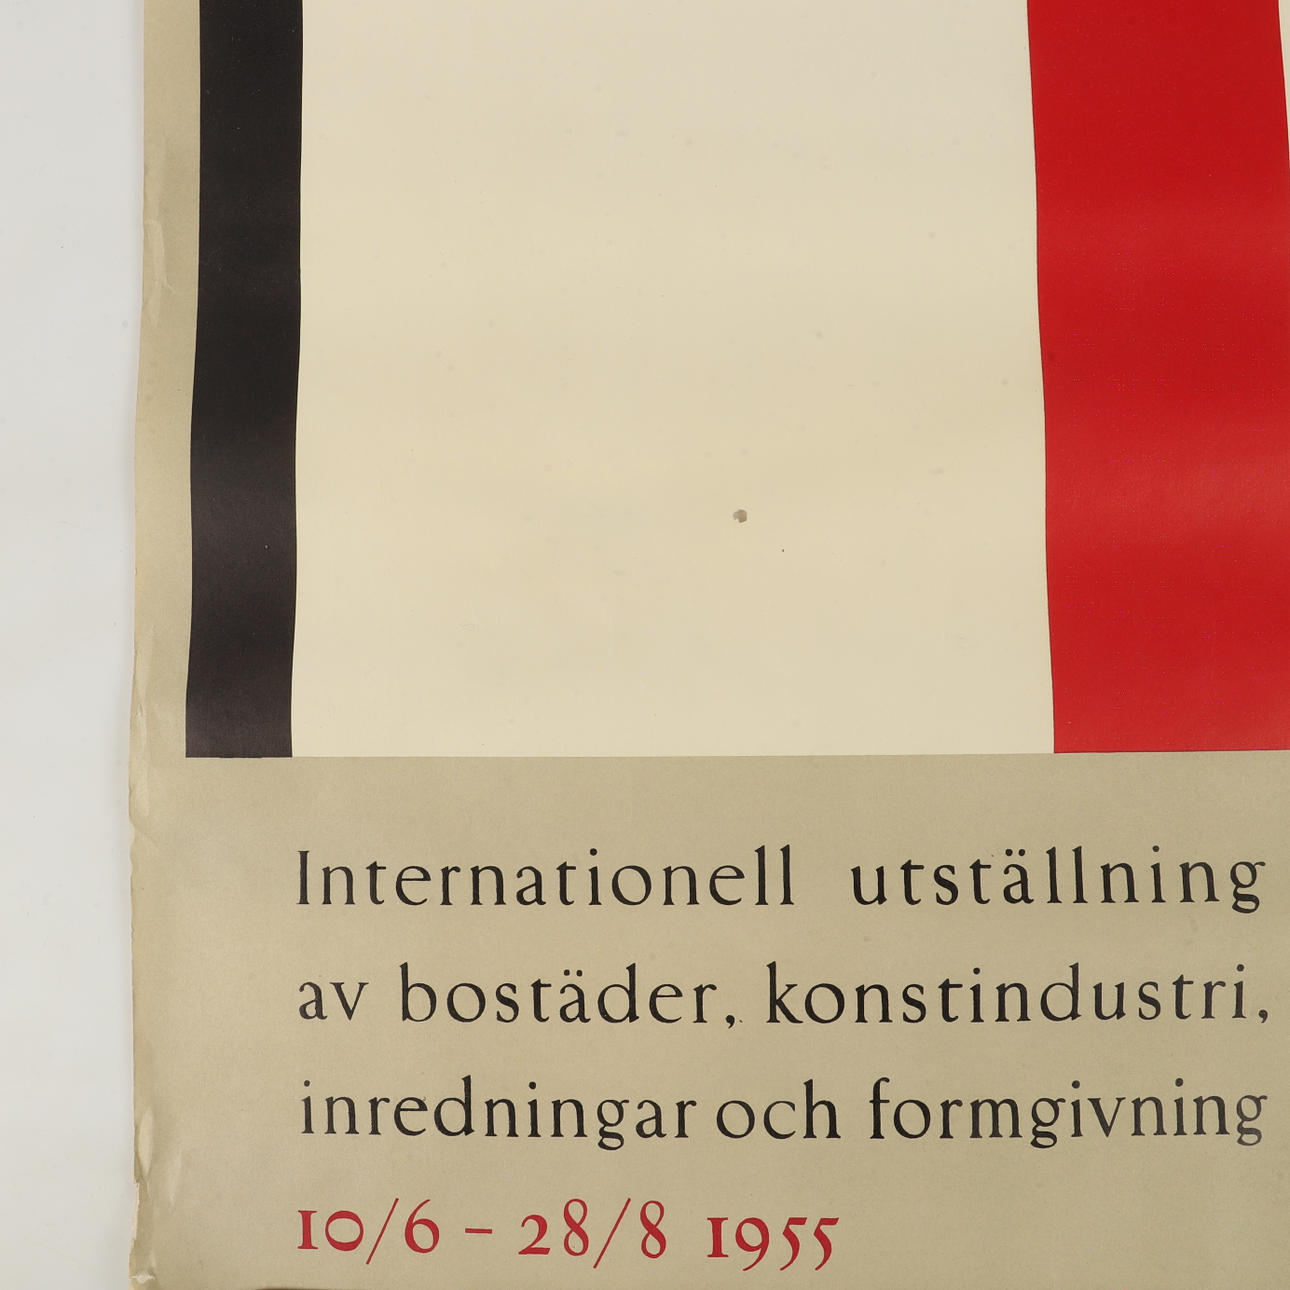 Internationell utställning
av bostäder, konstindustri,
inredningar och formgivning
10/6 – 28/8 1955